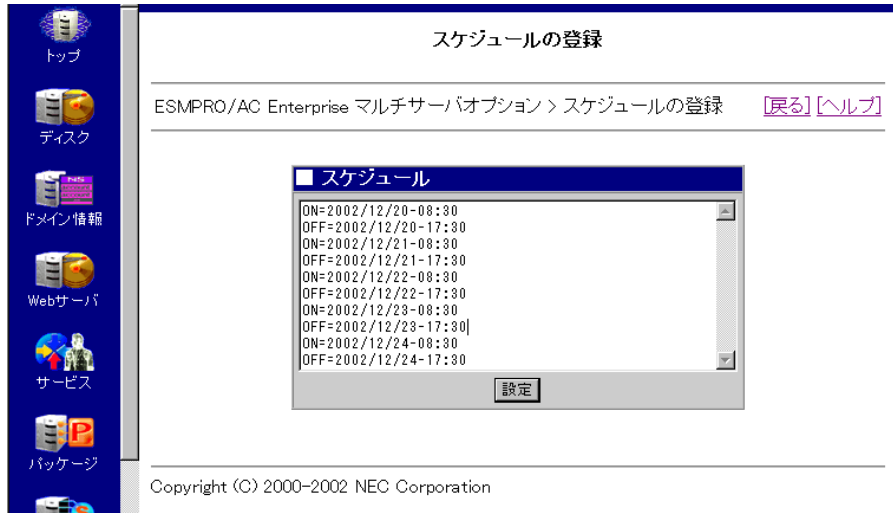 トップ
ディスク
ドメイン情報
Webサーバ
サービス
パッケージ
スケジュールの登録
ESMPRO/AC Enterprise マルチサーバオプション > スケジュールの登録 [戻る] [ヘルプ]
■ スケジュール
ON=2002/12/20-08:30
OFF=2002/12/20-17:30
ON=2002/12/21-08:30
OFF=2002/12/21-17:30
ON=2002/12/22-08:30
OFF=2002/12/22-17:30
ON=2002/12/23-08:30
OFF=2002/12/23-17:30
ON=2002/12/24-08:30
OFF=2002/12/24-17:30
設定
Copyright (C) 2000-2002 NEC Corporation